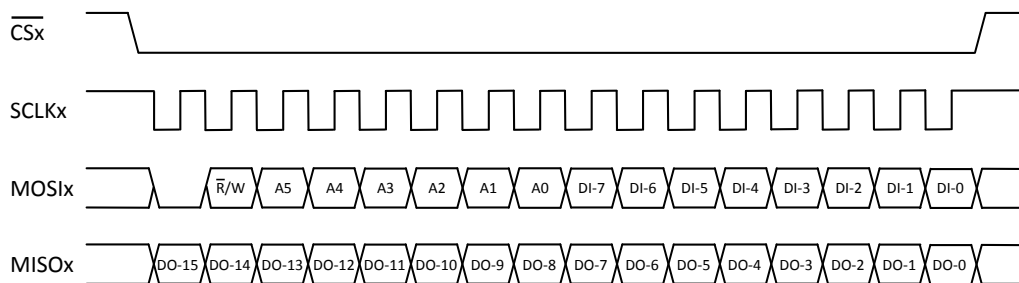 C̅S̅x̅
SCLKx
MOSIx R̅/W A5 A4 A3 A2 A1 A0 DI-7 DI-6 DI-5 DI-4 DI-3 DI-2 DI-1 DI-0
MISOx DO-15 DO-14 DO-13 DO-12 DO-11 DO-10 DO-9 DO-8 DO-7 DO-6 DO-5 DO-4 DO-3 DO-2 DO-1 DO-0